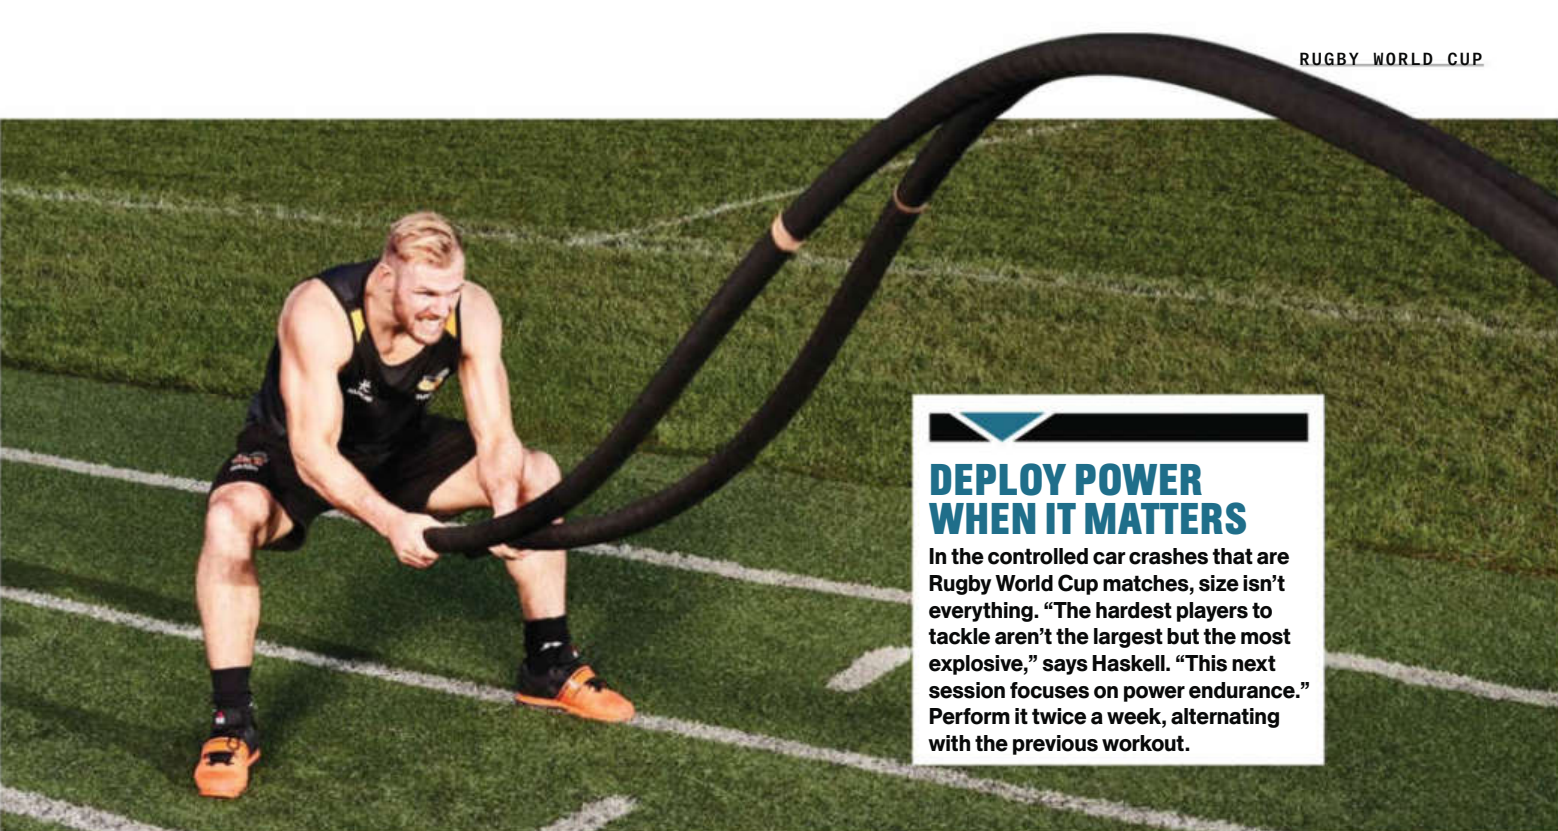 RUGBY WORLD CUP
DEPLOY POWER
WHEN IT MATTERS
In the controlled car crashes that are
Rugby World Cup matches, size isn’t
everything. “The hardest players to
tackle aren’t the largest but the most
explosive,” says Haskell. “This next
session focuses on power endurance.”
Perform it twice a week, alternating
with the previous workout.